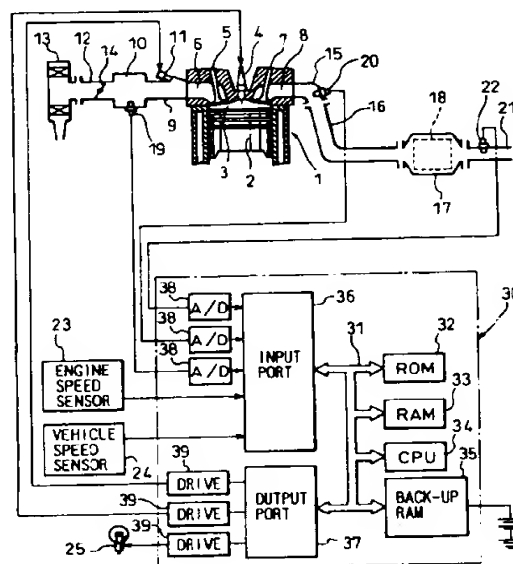 13 12 14 10 11 6 5 4 7 8 15 20
16 18 22 21
9
19
3 2 1
17
38 36 30
A/D
23 38 31 32
A/D ROM
38
ENGINE SPEED SENSOR
A/D
INPUT PORT
33
RAM
34
VEHICLE SPEED SENSOR
CPU
24 39 35
DRIVE
39
DRIVE
OUTPUT PORT
BACK-UP RAM
39
25
DRIVE
37